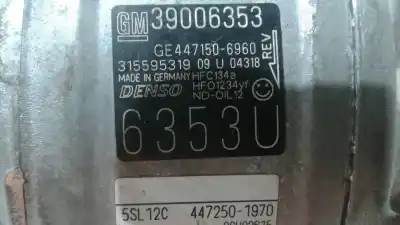 GM 39006353
GE447150-6960
315595319 09 U 04318
MADE IN GERMANY HFC134a
DENSO HFO1234yf
ND-OIL12
REV
6353U
5SL12C 447250-1970